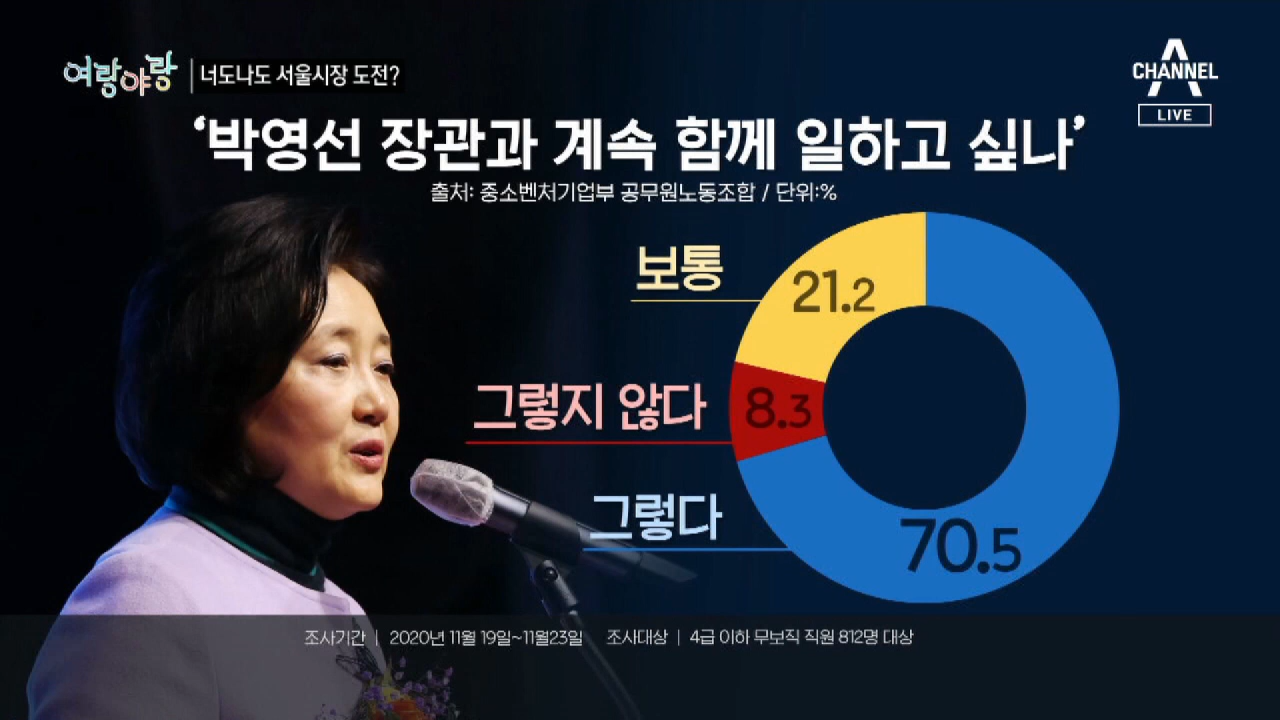 여랑야랑
너도나도 서울시장 도전?
CHANNEL A
LIVE
‘박영선 장관과 계속 함께 일하고 싶나’
출처: 중소벤처기업부 공무원노동조합 / 단위:%
보통
21.2
그렇지 않다
8.3
그렇다
70.5
조사기간 | 2020년 11월 19일~11월23일 조사대상 | 4급 이하 무보직 직원 812명 대상